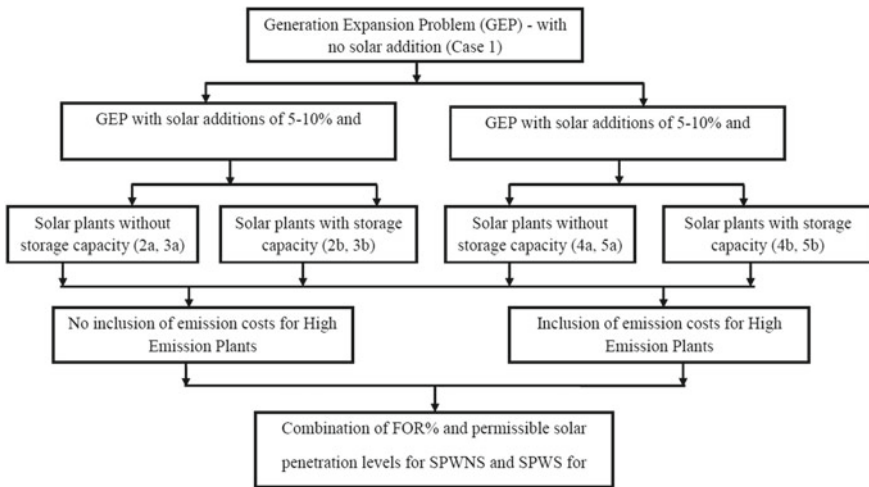 Generation Expansion Problem (GEP) - with
no solar addition (Case 1)
GEP with solar additions of 5-10% and
GEP with solar additions of 5-10% and
Solar plants without
storage capacity (2a, 3a)
Solar plants with storage
capacity (2b, 3b)
Solar plants without
storage capacity (4a, 5a)
Solar plants with storage
capacity (4b, 5b)
No inclusion of emission costs for High
Emission Plants
Inclusion of emission costs for High
Emission Plants
Combination of FOR% and permissible solar
penetration levels for SPWNS and SPWS for